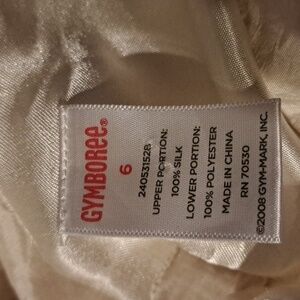 GYMBOREE®
6
240531528
UPPER PORTION:
100% SILK
LOWER PORTION:
100% POLYESTER
MADE IN CHINA
RN 70530
©2008 GYM-MARK, INC.